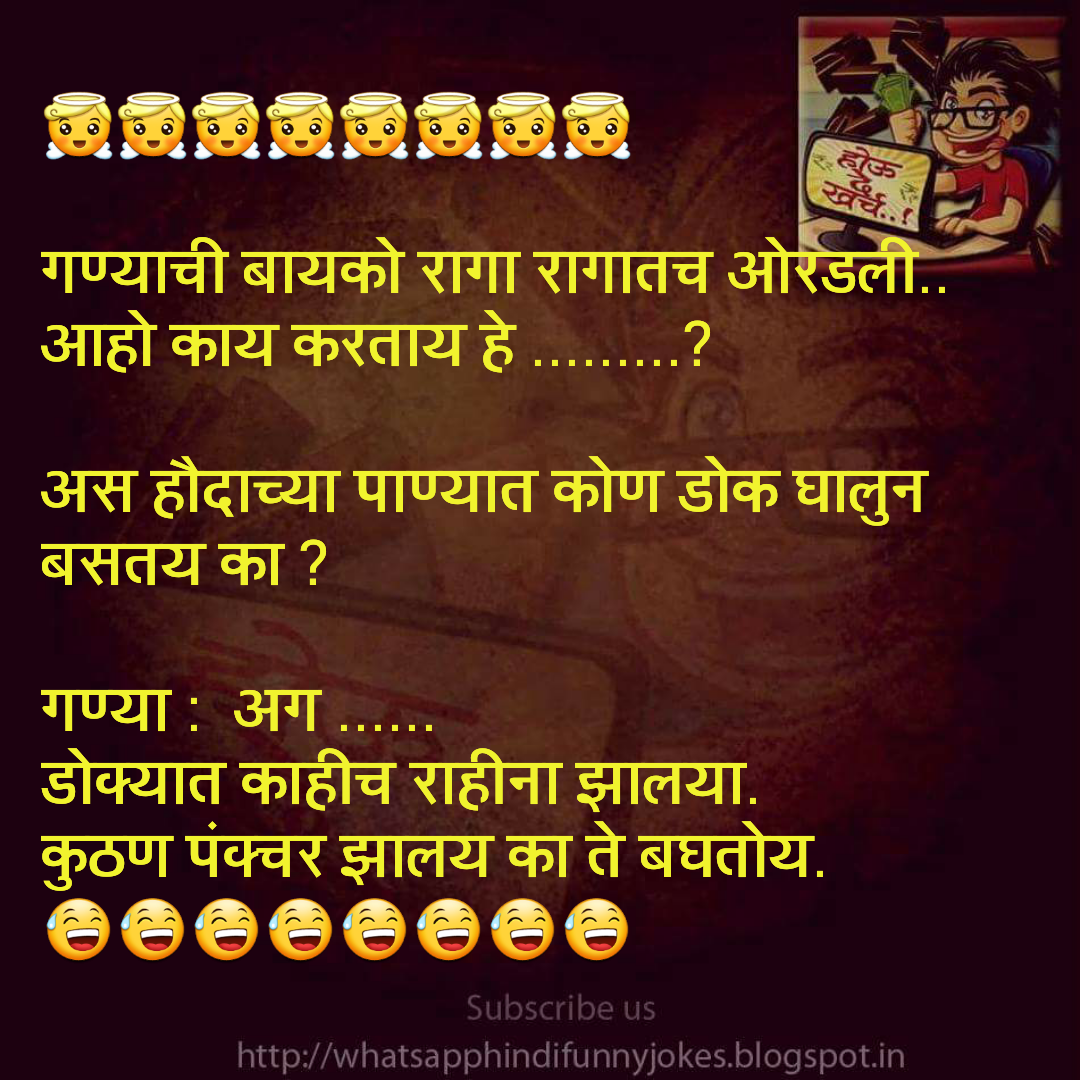 होऊ
दे
खर्च..!
गण्याची बायको रागा रागातच ओरडली..
आहो काय करताय हे .........?
अस हौदाच्या पाण्यात कोण डोक घालुन
बसतय का ?
गण्या :  अग ......
डोक्यात काहीच राहीना झालया.
कुठण पंक्चर झालय का ते बघतोय.
Subscribe us
http://whatsapphindifunnyjokes.blogspot.in